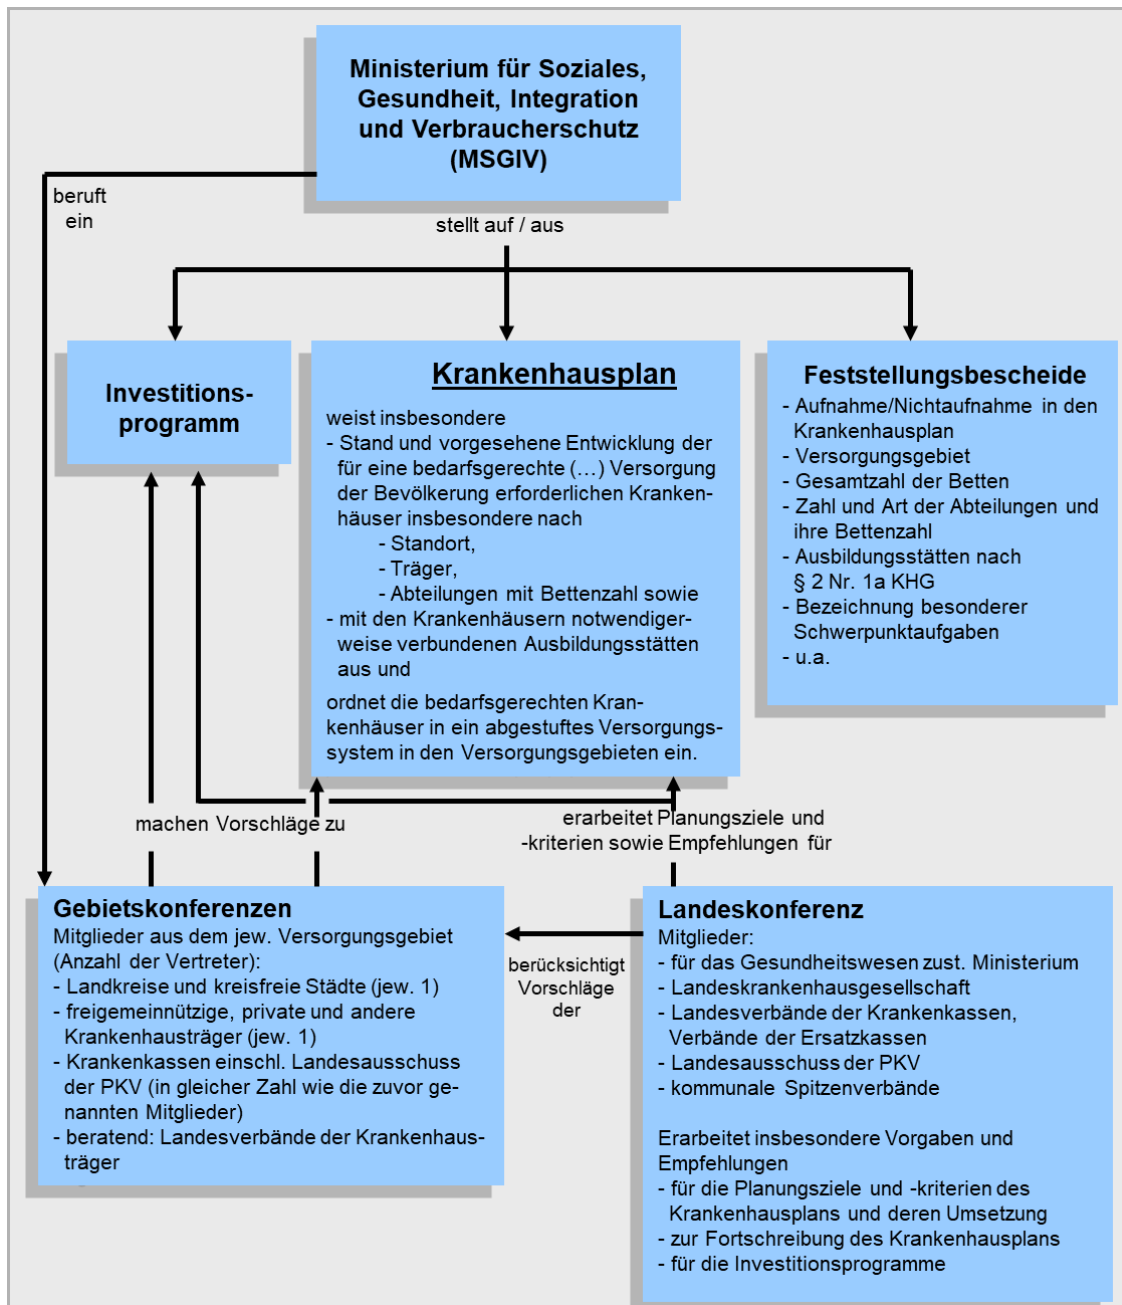 Ministerium für Soziales,
Gesundheit, Integration
und Verbraucherschutz
(MSGIV)
beruft
ein
stellt auf / aus
Investitions-
programm
Krankenhausplan
weist insbesondere
- Stand und vorgesehene Entwicklung der
für eine bedarfsgerechte (…) Versorgung
der Bevölkerung erforderlichen Kranken-
häuser insbesondere nach
- Standort,
- Träger,
- Abteilungen mit Bettenzahl sowie
- mit den Krankenhäusern notwendiger-
weise verbundenen Ausbildungsstätten
aus und
ordnet die bedarfsgerechten Kran-
kenhäuser in ein abgestuftes Versorgungs-
system in den Versorgungsgebieten ein.
Feststellungsbescheide
- Aufnahme/Nichtaufnahme in den
Krankenhausplan
- Versorgungsgebiet
- Gesamtzahl der Betten
- Zahl und Art der Abteilungen und
ihre Bettenzahl
- Ausbildungsstätten nach
§ 2 Nr. 1a KHG
- Bezeichnung besonderer
Schwerpunktaufgaben
- u.a.
machen Vorschläge zu
erarbeitet Planungsziele und
-kriterien sowie Empfehlungen für
Gebietskonferenzen
Mitglieder aus dem jew. Versorgungsgebiet
(Anzahl der Vertreter):
- Landkreise und kreisfreie Städte (jew. 1)
- freigemeinnützige, private und andere
Krankenhausträger (jew. 1)
- Krankenkassen einschl. Landesausschuss
der PKV (in gleicher Zahl wie die zuvor ge-
nannten Mitglieder)
- beratend: Landesverbände der Krankenhaus-
träger
berücksichtigt
Vorschläge
der
Landeskonferenz
Mitglieder:
- für das Gesundheitswesen zust. Ministerium
- Landeskrankenhausgesellschaft
- Landesverbände der Krankenkassen,
Verbände der Ersatzkassen
- Landesausschuss der PKV
- kommunale Spitzenverbände
Erarbeitet insbesondere Vorgaben und
Empfehlungen
- für die Planungsziele und -kriterien des
Krankenhausplans und deren Umsetzung
- zur Fortschreibung des Krankenhausplans
- für die Investitionsprogramme